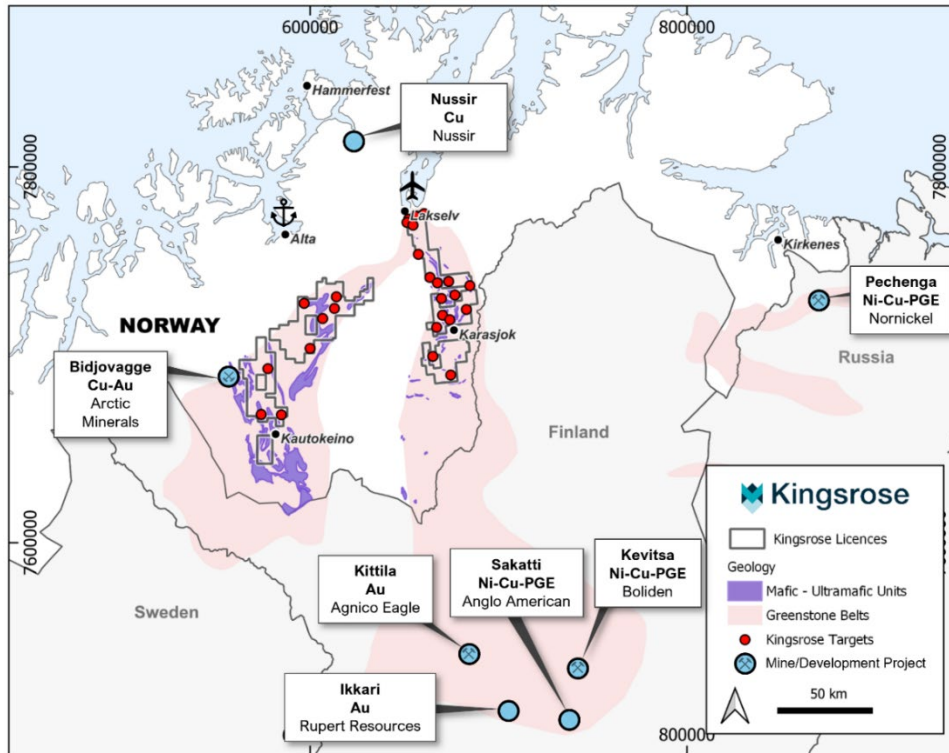 600000
800000
Hammerfest
Nussir
Cu
Nussir
7800000
7800000
Lakselv
Alta
Kirkenes
Pechenga
Ni-Cu-PGE
Nornickel
NORWAY
Karasjok
Russia
Bidjovagge
Cu-Au
Arctic
Minerals
Finland
Kautokeino
Kingsrose
Kingsrose Licences
Geology
Mafic - Ultramafic Units
Greenstone Belts
Kingsrose Targets
Mine/Development Project
50 km
7600000
Kittila
Au
Agnico Eagle
Sakatti
Ni-Cu-PGE
Anglo American
Kevitsa
Ni-Cu-PGE
Boliden
Sweden
Ikkari
Au
Rupert Resources
800000